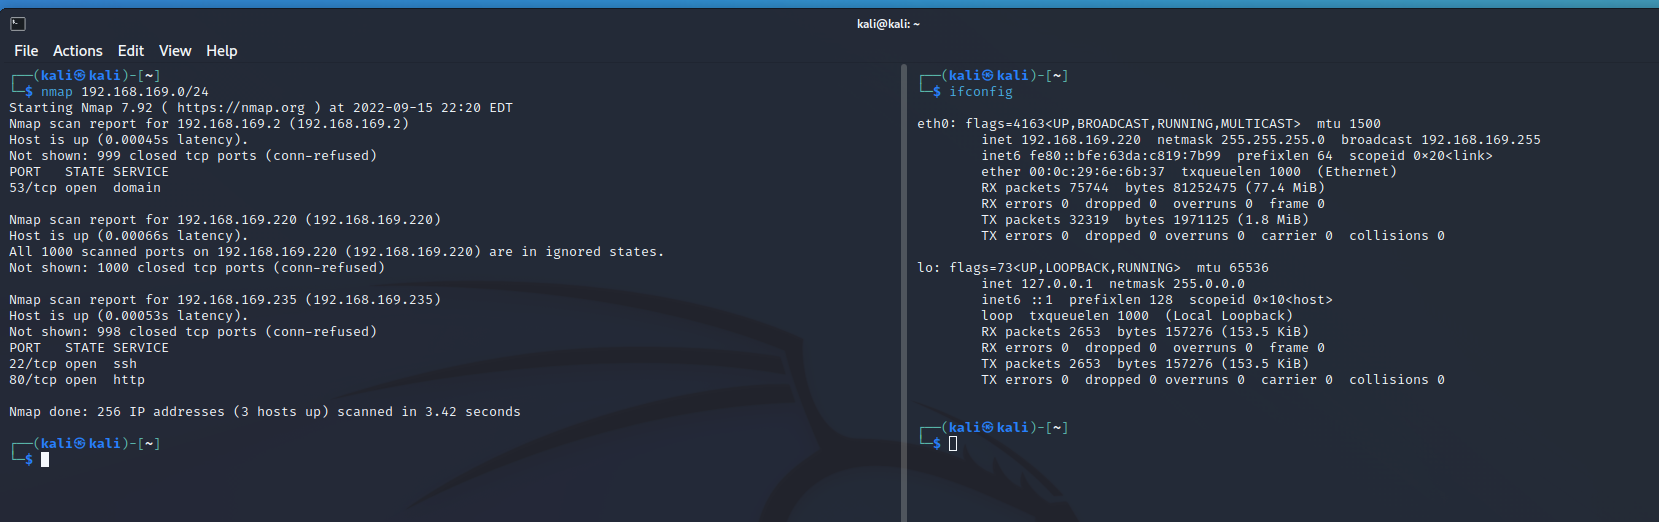 kali@kali: ~
File Actions Edit View Help
┌──(kali㉿kali)-[~]
└─$ nmap 192.168.169.0/24
Starting Nmap 7.92 ( https://nmap.org ) at 2022-09-15 22:20 EDT
Nmap scan report for 192.168.169.2 (192.168.169.2)
Host is up (0.00045s latency).
Not shown: 999 closed tcp ports (conn-refused)
PORT   STATE SERVICE
53/tcp open  domain

Nmap scan report for 192.168.169.220 (192.168.169.220)
Host is up (0.00066s latency).
All 1000 scanned ports on 192.168.169.220 (192.168.169.220) are in ignored states.
Not shown: 1000 closed tcp ports (conn-refused)

Nmap scan report for 192.168.169.235 (192.168.169.235)
Host is up (0.00053s latency).
Not shown: 998 closed tcp ports (conn-refused)
PORT   STATE SERVICE
22/tcp open  ssh
80/tcp open  http

Nmap done: 256 IP addresses (3 hosts up) scanned in 3.42 seconds

┌──(kali㉿kali)-[~]
└─$
┌──(kali㉿kali)-[~]
└─$ ifconfig

eth0: flags=4163<UP,BROADCAST,RUNNING,MULTICAST>  mtu 1500
        inet 192.168.169.220  netmask 255.255.255.0  broadcast 192.168.169.255
        inet6 fe80::bfe:63da:c819:7b99  prefixlen 64  scopeid 0x20<link>
        ether 00:0c:29:6e:6b:37  txqueuelen 1000  (Ethernet)
        RX packets 75744  bytes 81252475 (77.4 MiB)
        RX errors 0  dropped 0  overruns 0  frame 0
        TX packets 32319  bytes 1971125 (1.8 MiB)
        TX errors 0  dropped 0 overruns 0  carrier 0  collisions 0

lo: flags=73<UP,LOOPBACK,RUNNING>  mtu 65536
        inet 127.0.0.1  netmask 255.0.0.0
        inet6 ::1  prefixlen 128  scopeid 0x10<host>
        loop  txqueuelen 1000  (Local Loopback)
        RX packets 2653  bytes 157276 (153.5 KiB)
        RX errors 0  dropped 0  overruns 0  frame 0
        TX packets 2653  bytes 157276 (153.5 KiB)
        TX errors 0  dropped 0 overruns 0  carrier 0  collisions 0

┌──(kali㉿kali)-[~]
└─$